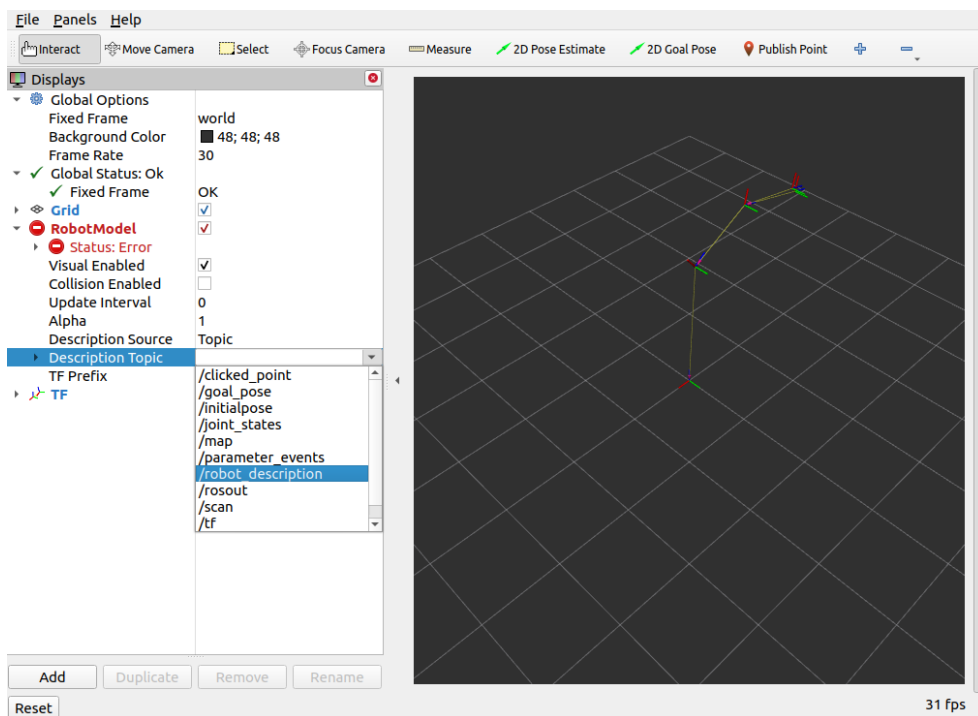 File Panels Help
Interact Move Camera Select Focus Camera Measure 2D Pose Estimate 2D Goal Pose Publish Point
Displays
Global Options
Fixed Frame world
Background Color 48; 48; 48
Frame Rate 30
Global Status: Ok
Fixed Frame OK
Grid
RobotModel
Status: Error
Visual Enabled
Collision Enabled
Update Interval 0
Alpha 1
Description Source Topic
Description Topic
TF Prefix
/clicked_point
/goal_pose
TF
/initialpose
/joint_states
/map
/parameter_events
/robot_description
/rosout
/scan
/tf
Add Duplicate Remove Rename
Reset 31 fps